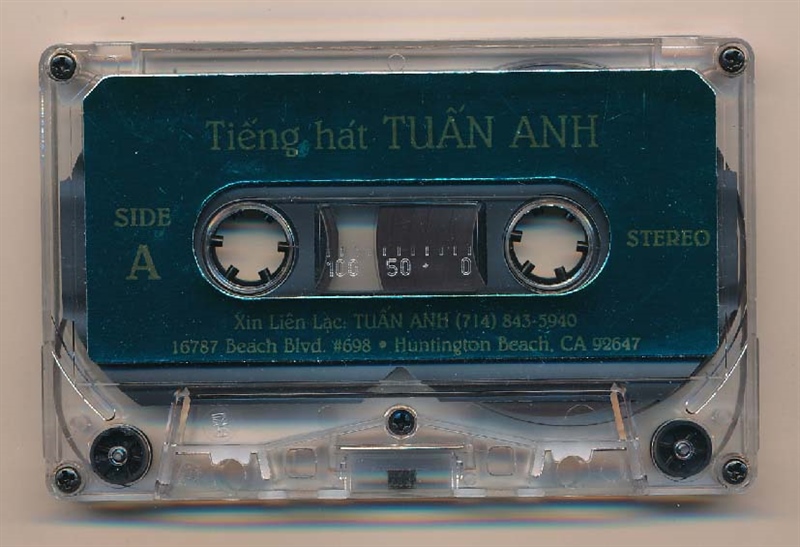 Tiếng hát TUẤN ANH
SIDE
A
STEREO
100 50 · 0
Xin Liên Lạc: TUẤN ANH (714) 843-5940
16787 Beach Blvd. #698 • Huntington Beach, CA 92647